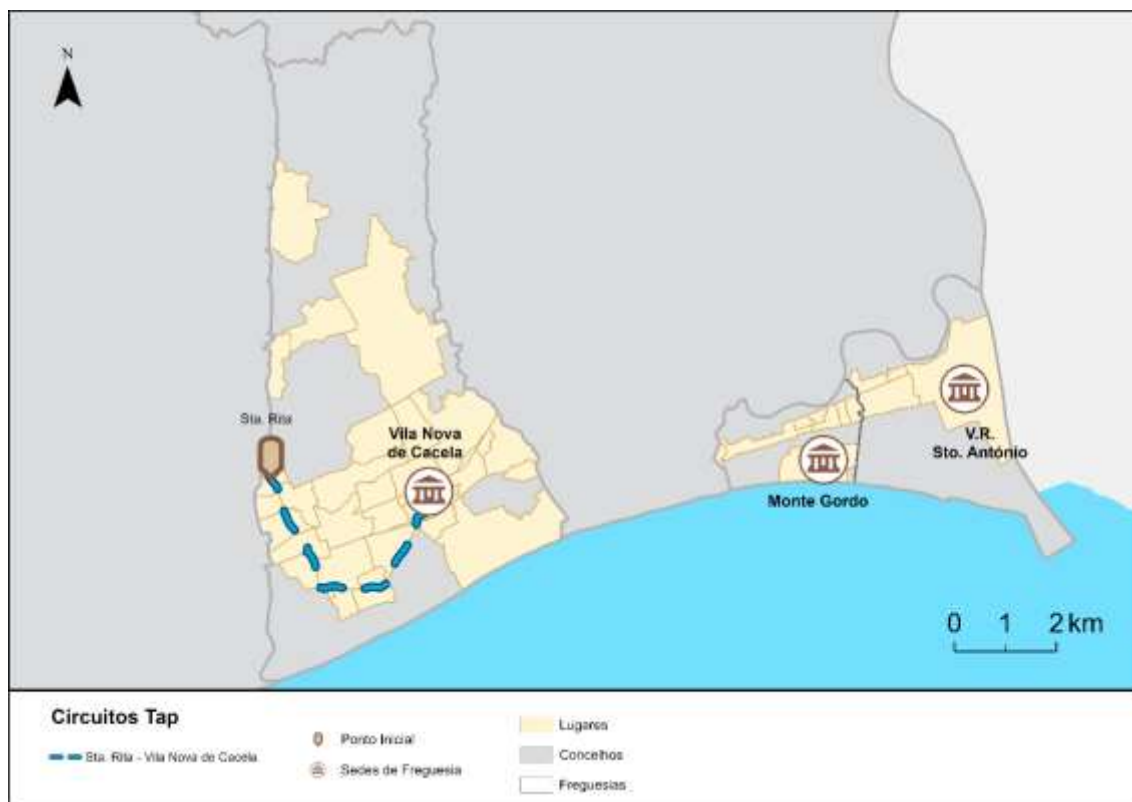 N
Sta. Rita
Vila Nova
de Cacela
V.R.
Sto. António
Monte Gordo
0 1 2 km
Circuitos Tap
Sta. Rita - Vila Nova de Cacela
Ponto Inicial
Sedes de Freguesia
Lugares
Concelhos
Freguesias